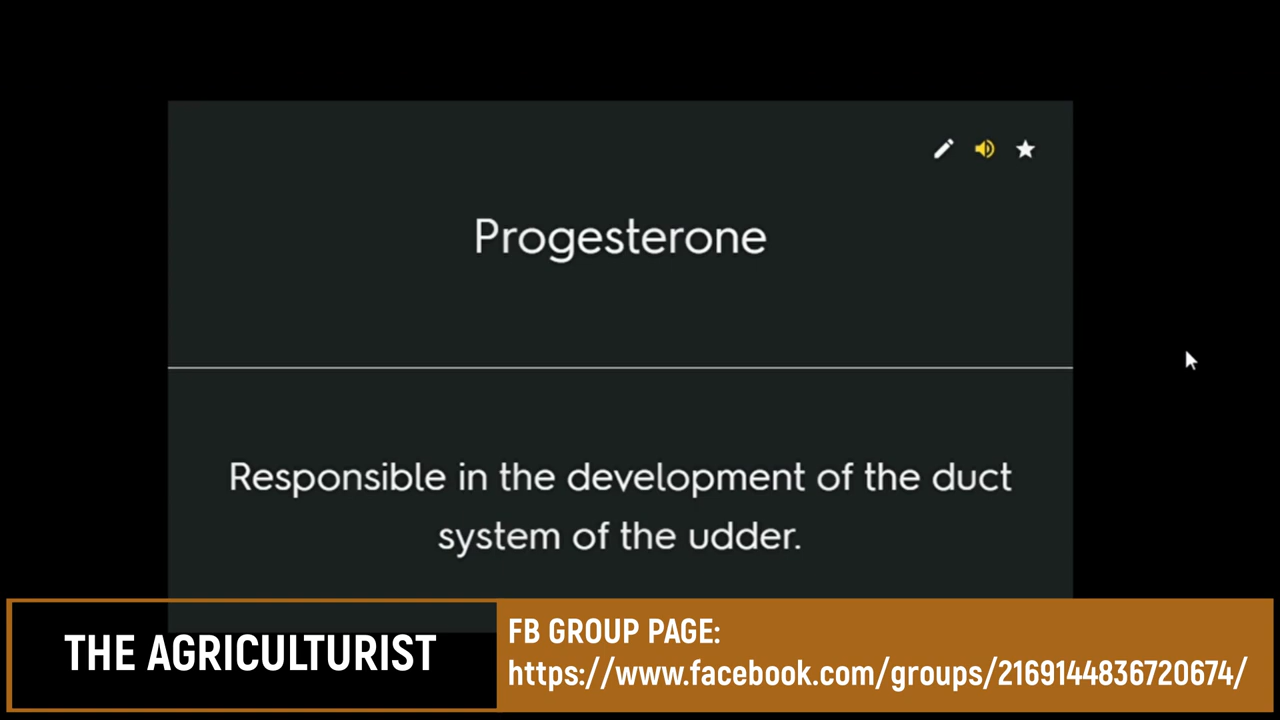 Progesterone
Responsible in the development of the duct
system of the udder.
THE AGRICULTURIST
FB GROUP PAGE:
https://www.facebook.com/groups/2169144836720674/